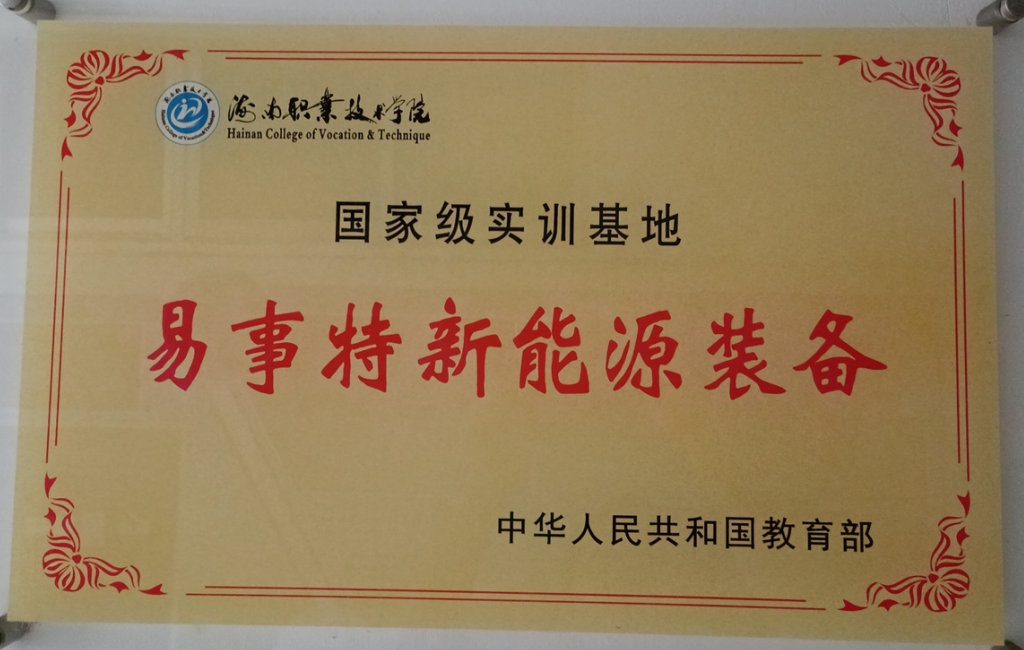 海南职业技术学院
Hainan College of Vocation & Technique
国家级实训基地
易事特新能源装备
中华人民共和国教育部